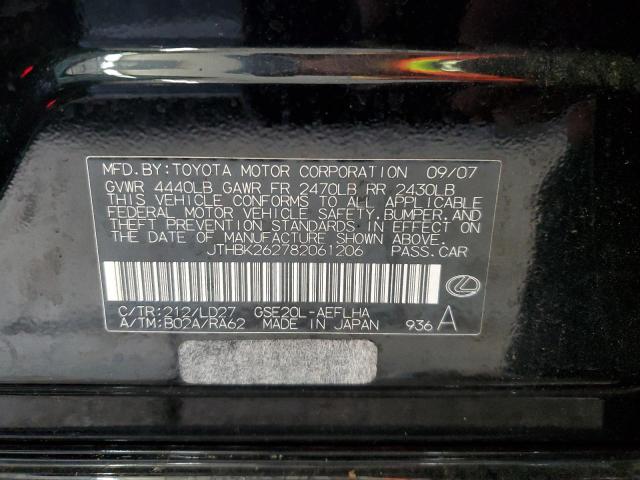 MFD.BY:TOYOTA MOTOR CORPORATION 09/07
GVWR 4440LB GAWR FR 2470LB RR 2430LB
THIS VEHICLE CONFORMS TO ALL APPLICABLE
FEDERAL MOTOR VEHICLE SAFETY,BUMPER,AND
THEFT PREVENTION STANDARDS IN EFFECT ON
THE DATE OF MANUFACTURE SHOWN ABOVE.
JTHBK262782061206 PASS.CAR
C/TR:212/LD27 GSE20L-AEFLHA
A/TM:B02A/RA62 MADE IN JAPAN 936 A